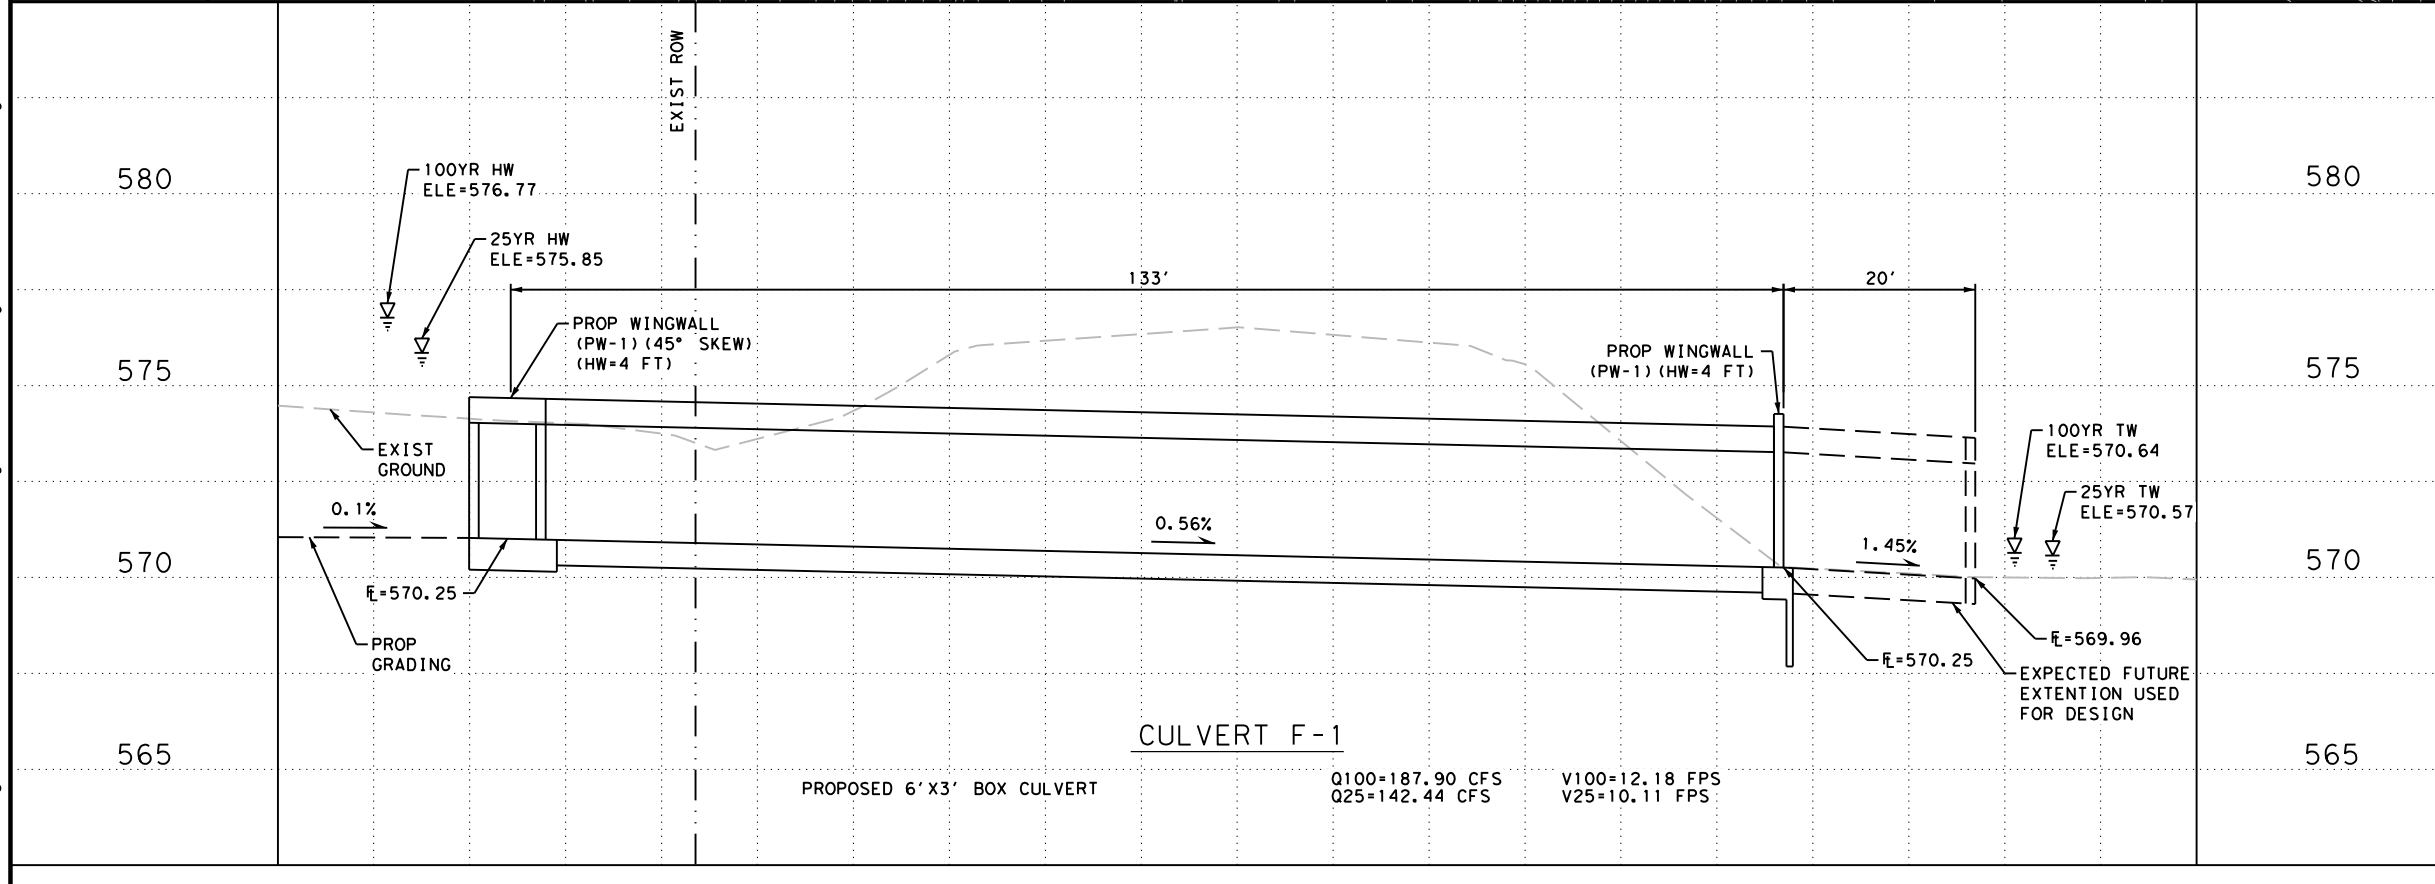 EXIST ROW
580
580
100YR HW
ELE=576.77
25YR HW
ELE=575.85
133'
20'
PROP WINGWALL
(PW-1)(45° SKEW)
(HW=4 FT)
PROP WINGWALL
(PW-1)(HW=4 FT)
575
575
EXIST
GROUND
100YR TW
ELE=570.64
25YR TW
ELE=570.57
0.1%
0.56%
1.45%
570
570
FL=570.25
PROP
GRADING
FL=569.96
FL=570.25
EXPECTED FUTURE
EXTENTION USED
FOR DESIGN
CULVERT F-1
565
565
PROPOSED 6'X3' BOX CULVERT
Q100=187.90 CFS V100=12.18 FPS
Q25=142.44 CFS V25=10.11 FPS